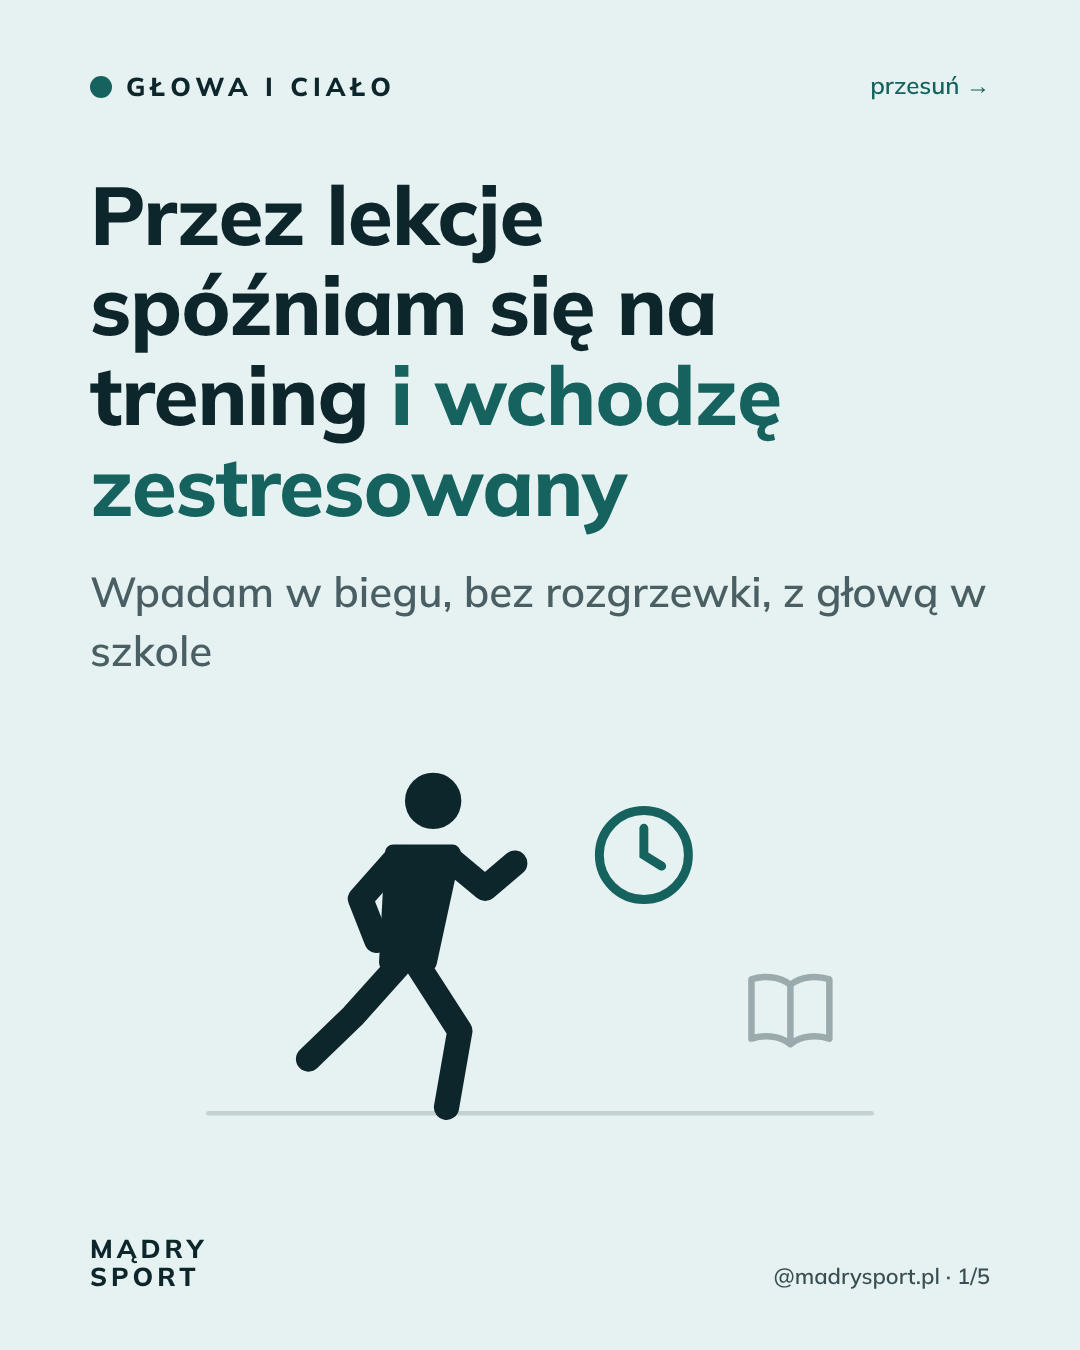 GŁOWA I CIAŁO
przesuń →
Przez lekcje
spóźniam się na
trening i wchodzę
zestresowany
Wpadam w biegu, bez rozgrzewki, z głową w
szkole
MĄDRY
SPORT
@madrysport.pl · 1/5